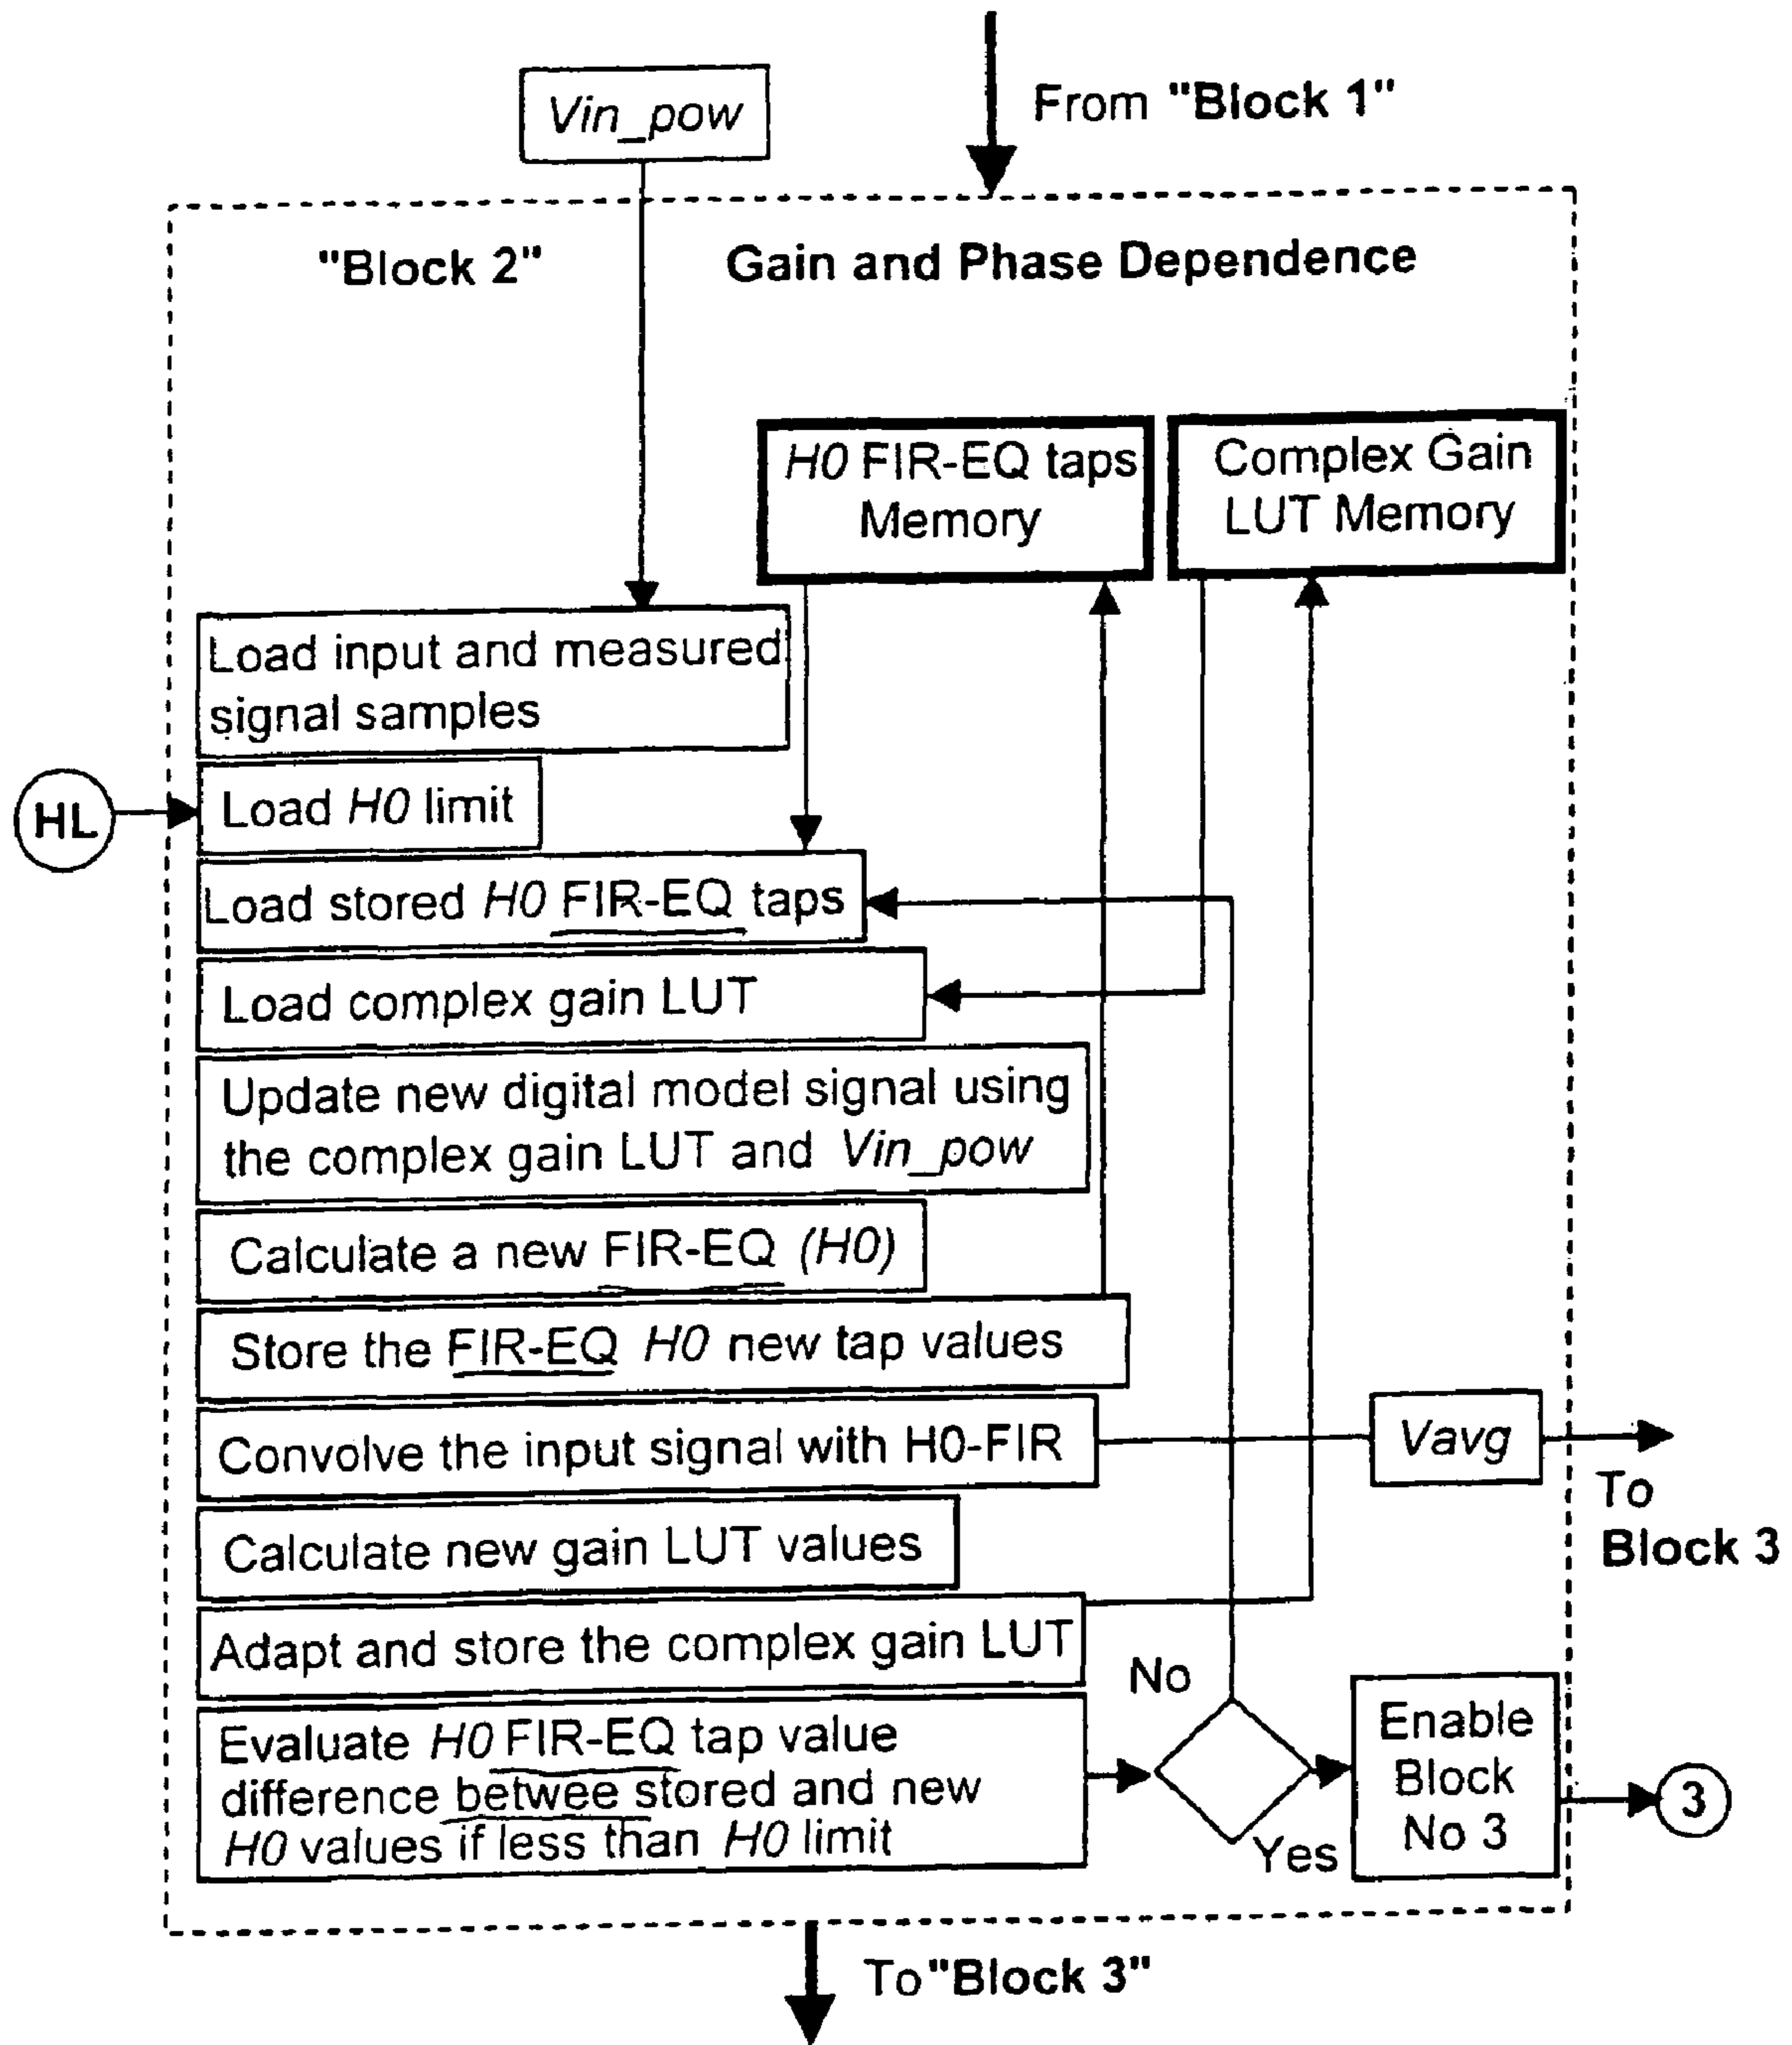 Vin_pow
From "Block 1"
"Block 2"
Gain and Phase Dependence
H0 FIR-EQ taps
Memory
Complex Gain
LUT Memory
Load input and measured
signal samples
HL
Load H0 limit
Load stored H0 FIR-EQ taps
Load complex gain LUT
Update new digital model signal using
the complex gain LUT and Vin_pow
Calculate a new FIR-EQ (H0)
Store the FIR-EQ H0 new tap values
Convolve the input signal with H0-FIR
Vavg
To
Block 3
Calculate new gain LUT values
Adapt and store the complex gain LUT
No
Evaluate H0 FIR-EQ tap value
difference betwee stored and new
H0 values if less than H0 limit
Yes
Enable
Block
No 3
3
To "Block 3"